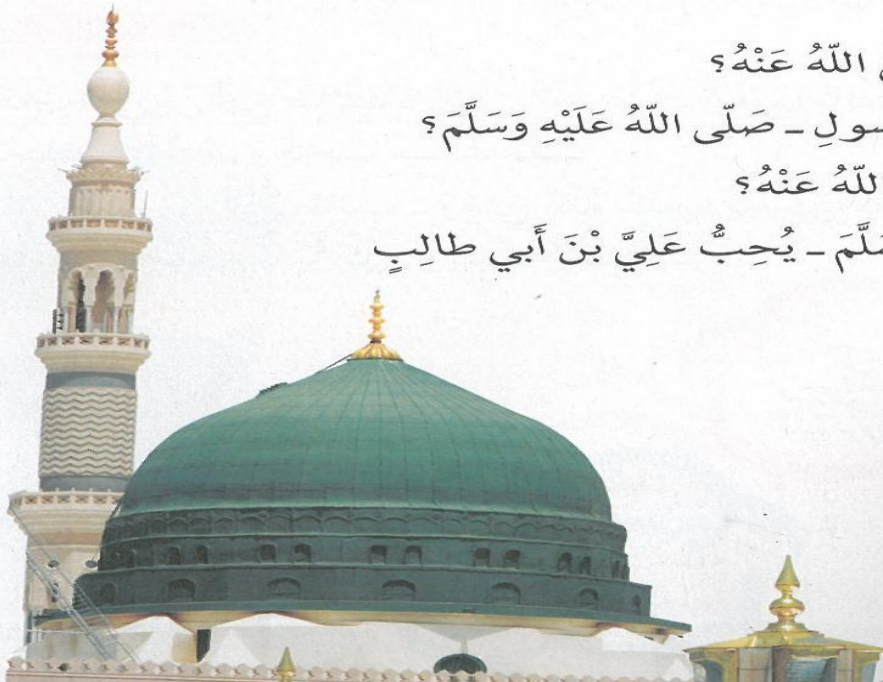 اللّٰهُ عَنْهُ؟
ـ صَلّى اللّٰهُ عَلَيْهِ وَسَلَّمَ؟
اللّٰهُ عَنْهُ؟
ـ يُحِبُّ عَلِيَّ بْنَ أَبي طالِبٍ